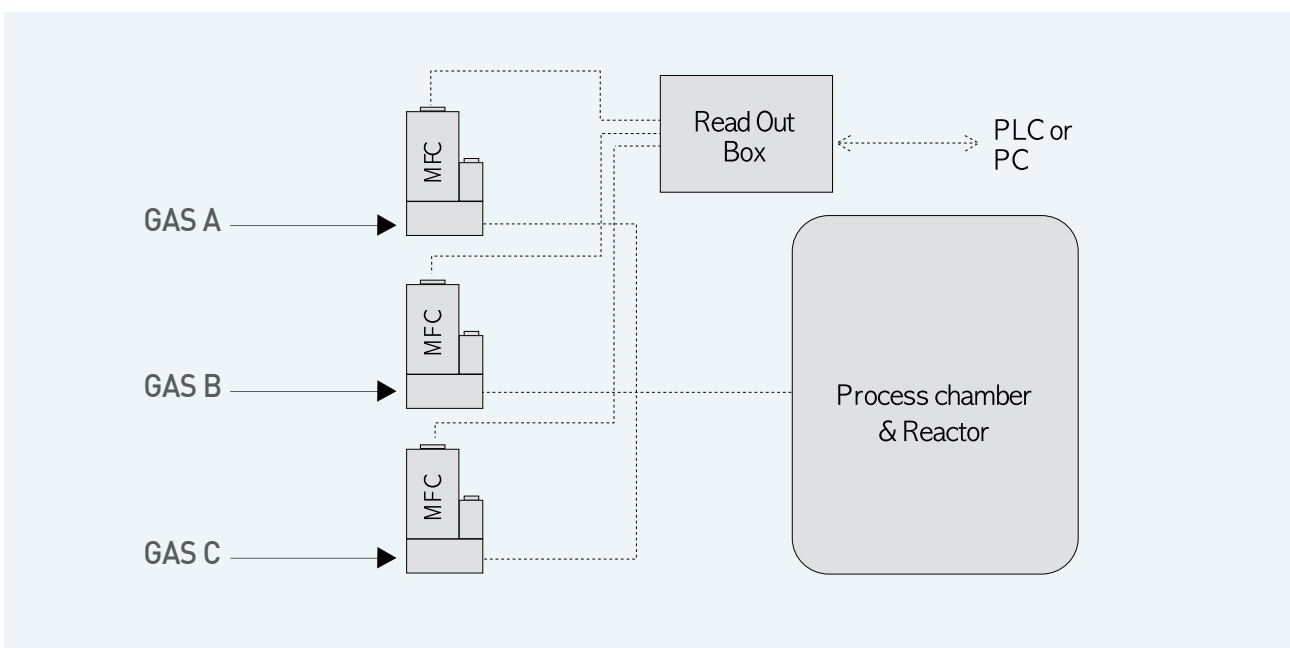 Read Out
Box
PLC or
PC
MFC
GAS A
MFC
GAS B
Process chamber
& Reactor
MFC
GAS C